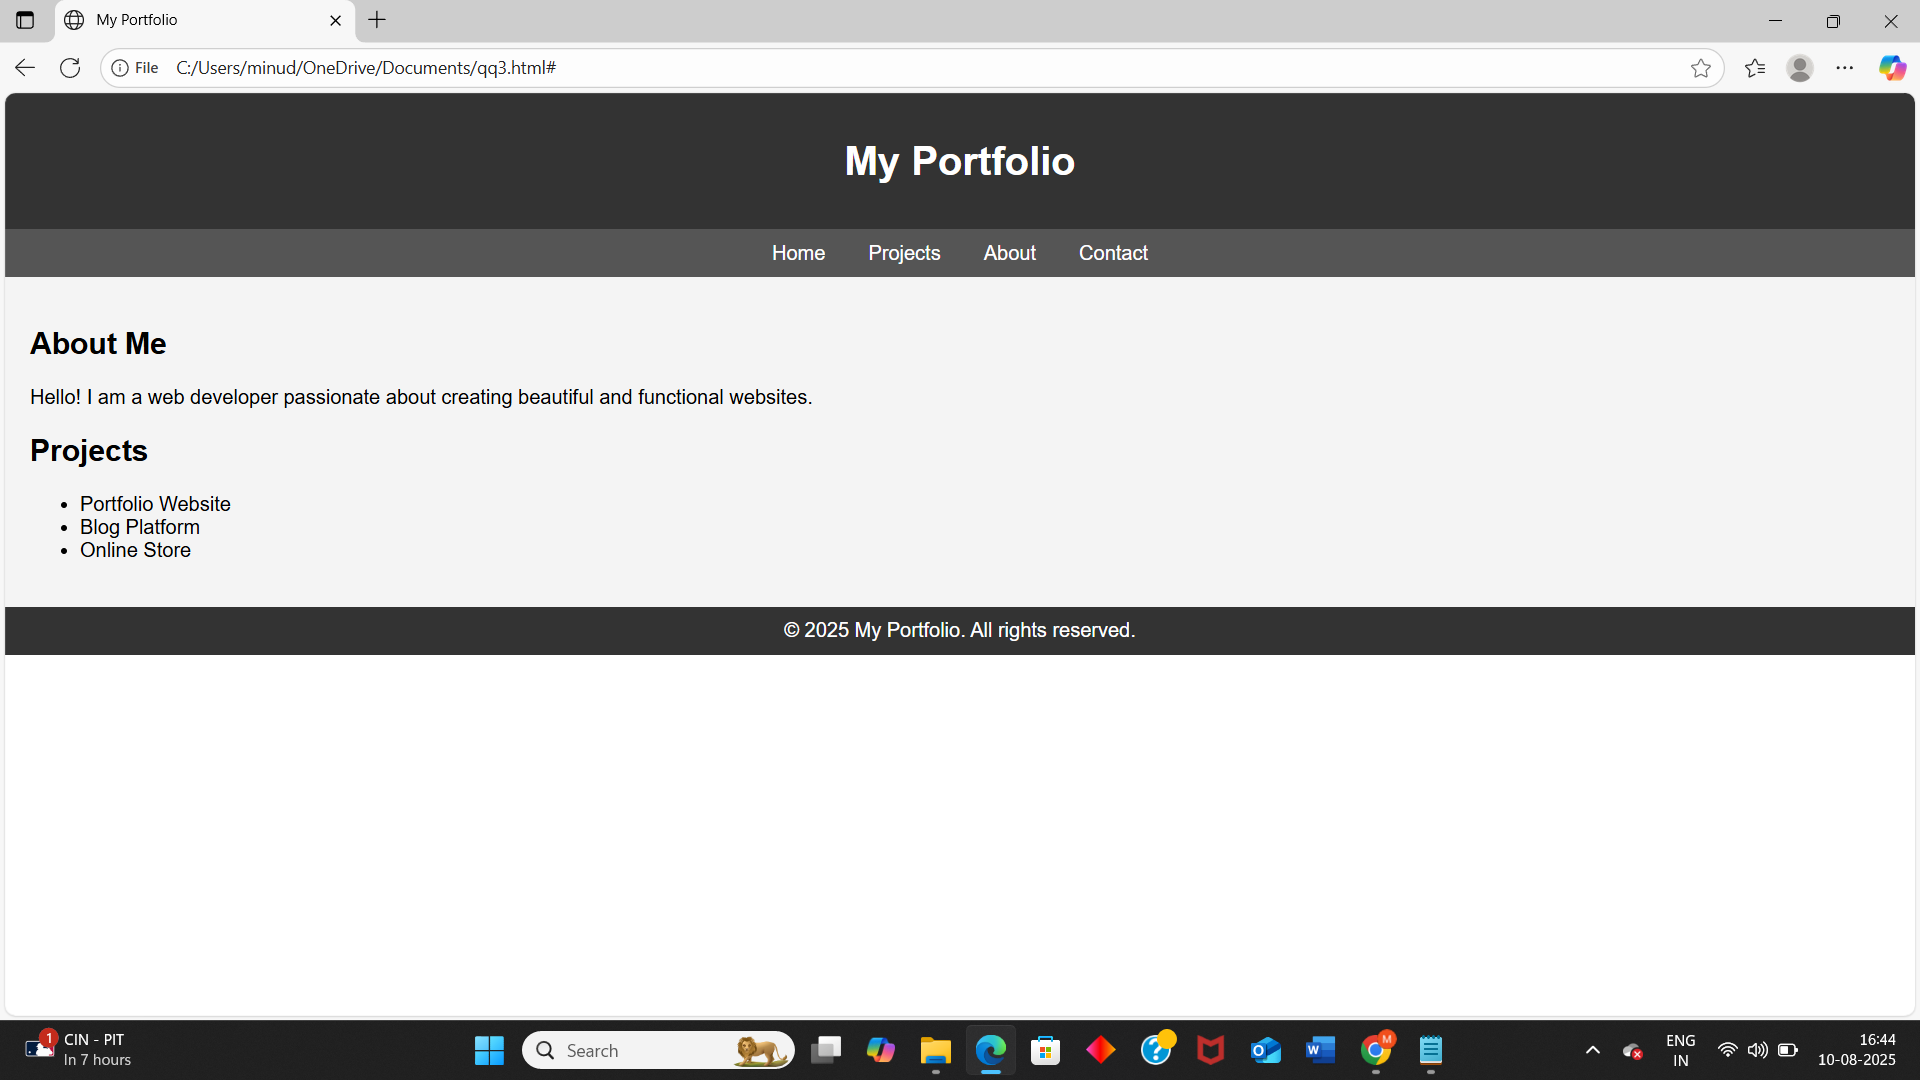 My Portfolio
File C:/Users/minud/OneDrive/Documents/qq3.html#
My Portfolio
Home Projects About Contact
About Me
Hello! I am a web developer passionate about creating beautiful and functional websites.
Projects
• Portfolio Website
• Blog Platform
• Online Store
© 2025 My Portfolio. All rights reserved.
1
CIN - PIT
In 7 hours
Search
M
ENG
IN
16:44
10-08-2025